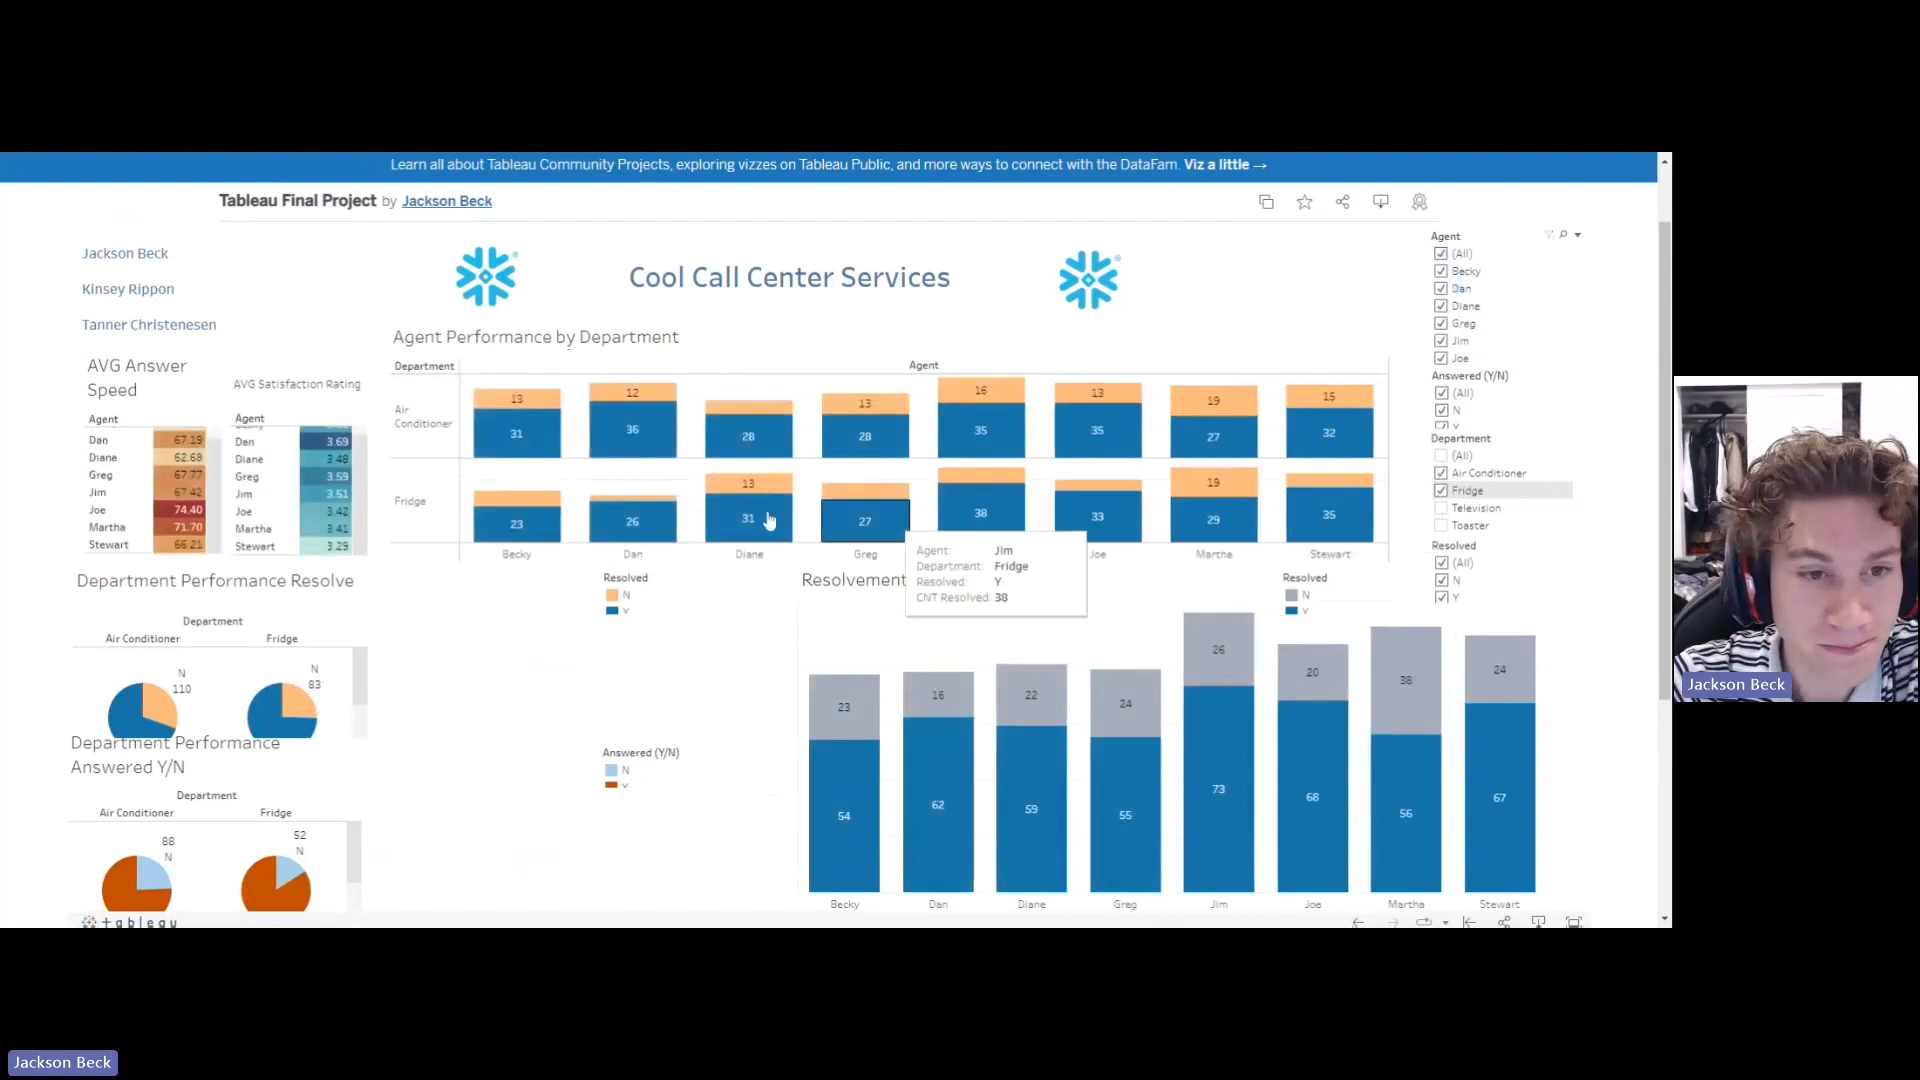 Learn all about Tableau Community Projects, exploring vizzes on Tableau Public, and more ways to connect with the DataFam. Viz a little →
Tableau Final Project by Jackson Beck
Jackson Beck
Kinsey Rippon
Tanner Christenesen
Cool Call Center Services
Agent Performance by Department
Department Agent
Air Conditioner
13 12 13 16 13 19 15
31 36 28 28 35 35 27 32
Fridge
13 19
23 26 31 27 38 33 29 35
Becky Dan Diane Greg Joe Martha Stewart
Agent: Jim
Department: Fridge
Resolved: Y
CNT Resolved: 38
AVG Answer Speed
Agent
Dan 67.19
Diane 62.68
Greg 67.77
Jim 67.42
Joe 74.40
Martha 71.70
Stewart 66.21
AVG Satisfaction Rating
Agent
Dan 3.69
Diane 3.48
Greg 3.59
Jim 3.51
Joe 3.42
Martha 3.41
Stewart 3.29
Department Performance Resolve
Department
Air Conditioner Fridge
N 110
N 83
Department Performance Answered Y/N
Department
Air Conditioner Fridge
88 N
52 N
Resolved
N
Answered (Y/N)
N
Resolvement
Resolved
N
23 16 22 24 26 20 38 24
54 62 59 55 73 68 56 67
Becky Dan Diane Greg Jim Joe Martha Stewart
Agent
(All)
Becky
Dan
Diane
Greg
Jim
Joe
Answered (Y/N)
(All)
N
Department
(All)
Air Conditioner
Fridge
Television
Toaster
Resolved
(All)
N
Y
+ableau
Jackson Beck
Jackson Beck